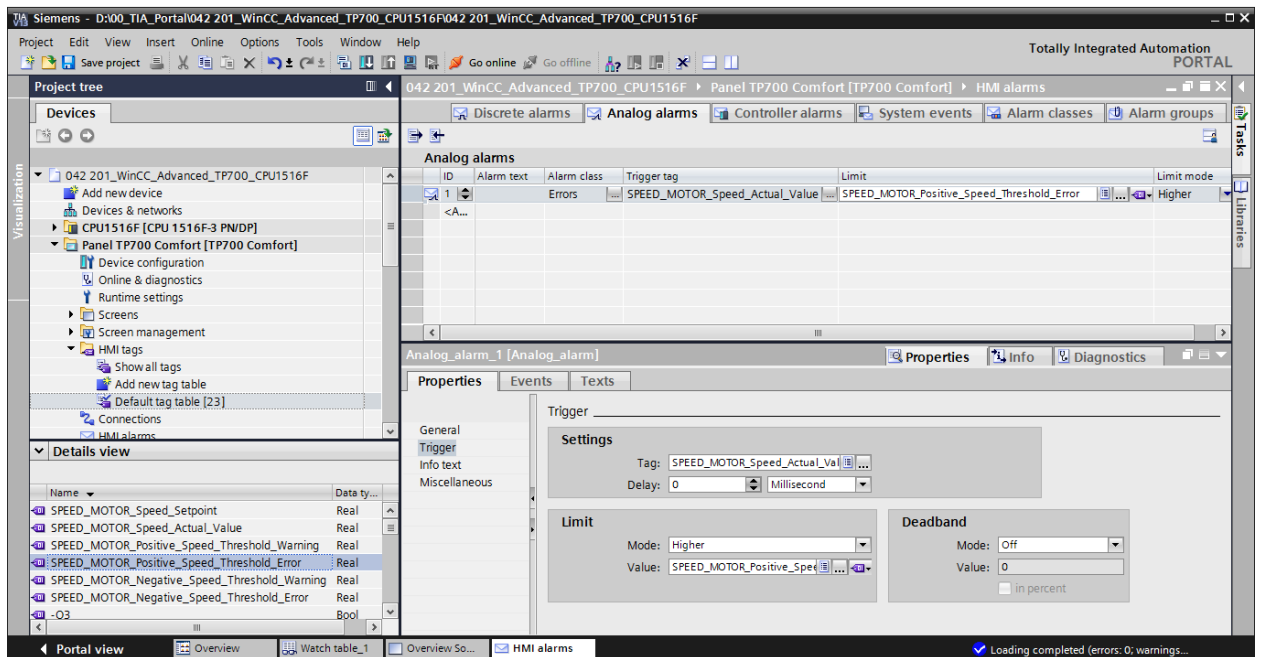 Siemens - D:\00_TIA_Portal\042 201_WinCC_Advanced_TP700_CPU1516F\042 201_WinCC_Advanced_TP700_CPU1516F
Project Edit View Insert Online Options Tools Window Help
Totally Integrated Automation
PORTAL
Save project Go online Go offline
Project tree
042 201_WinCC_Advanced_TP700_CPU1516F Panel TP700 Comfort [TP700 Comfort] HMI alarms
Devices
Discrete alarms Analog alarms Controller alarms System events Alarm classes Alarm groups
Visualization
Tasks
Libraries
Analog alarms
ID Alarm text Alarm class Trigger tag Limit Limit mode
1 Errors ... SPEED_MOTOR_Speed_Actual_Value ... SPEED_MOTOR_Positive_Speed_Threshold_Error ... Higher
<A...
042 201_WinCC_Advanced_TP700_CPU1516F
Add new device
Devices & networks
CPU1516F [CPU 1516F-3 PN/DP]
Panel TP700 Comfort [TP700 Comfort]
Device configuration
Online & diagnostics
Runtime settings
Screens
Screen management
HMI tags
Show all tags
Add new tag table
Default tag table [23]
Connections
HMI alarms
Details view
Name Data ty...
SPEED_MOTOR_Speed_Setpoint Real
SPEED_MOTOR_Speed_Actual_Value Real
SPEED_MOTOR_Positive_Speed_Threshold_Warning Real
SPEED_MOTOR_Positive_Speed_Threshold_Error Real
SPEED_MOTOR_Negative_Speed_Threshold_Warning Real
SPEED_MOTOR_Negative_Speed_Threshold_Error Real
-O3 Bool
Analog_alarm_1 [Analog_alarm]
Properties Info Diagnostics
Properties Events Texts
General
Trigger
Info text
Miscellaneous
Trigger
Settings
Tag: SPEED_MOTOR_Speed_Actual_Val ...
Delay: 0 Millisecond
Limit
Mode: Higher
Value: SPEED_MOTOR_Positive_Spee ...
Deadband
Mode: Off
Value: 0
in percent
Portal view Overview Watch table_1 Overview So... HMI alarms
Loading completed (errors: 0; warnings...